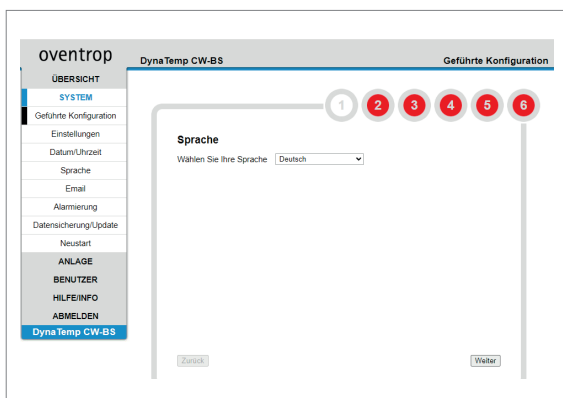 oventrop
DynaTemp CW-BS
Geführte Konfiguration
ÜBERSICHT
SYSTEM
Geführte Konfiguration
Einstellungen
Datum/Uhrzeit
Sprache
Email
Alarmierung
Datensicherung/Update
Neustart
ANLAGE
BENUTZER
HILFE/INFO
ABMELDEN
DynaTemp CW-BS
1 2 3 4 5 6
Sprache
Wählen Sie Ihre Sprache Deutsch
Zurück
Weiter